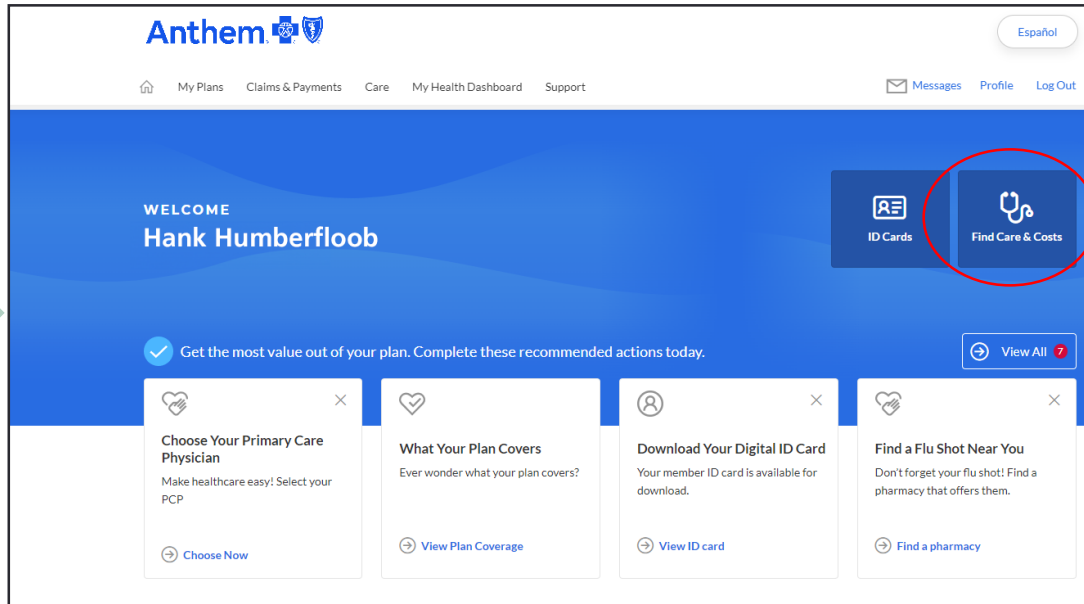 Anthem
Español
My Plans Claims & Payments Care My Health Dashboard Support
Messages Profile Log Out
WELCOME
Hank Humberfloob
ID Cards
Find Care & Costs
Get the most value out of your plan. Complete these recommended actions today.
View All 7
Choose Your Primary Care
Physician
Make healthcare easy! Select your
PCP
Choose Now
What Your Plan Covers
Ever wonder what your plan covers?
View Plan Coverage
Download Your Digital ID Card
Your member ID card is available for
download.
View ID card
Find a Flu Shot Near You
Don't forget your flu shot! Find a
pharmacy that offers them.
Find a pharmacy